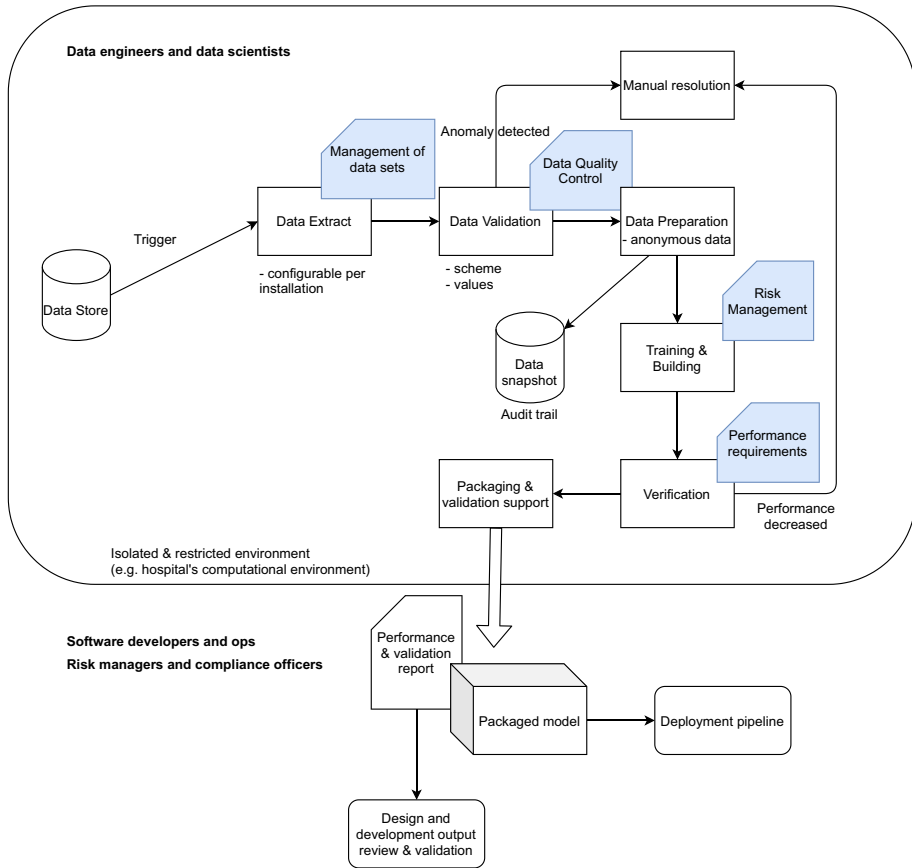 Data engineers and data scientists
Manual resolution
Anomaly detected
Management of
data sets
Data Quality
Control
Trigger
Data Extract
Data Validation
Data Preparation
- anonymous data
- configurable per
installation
- scheme
- values
Data Store
Risk
Management
Data
snapshot
Audit trail
Training &
Building
Performance
requirements
Packaging &
validation support
Verification
Performance
decreased
Isolated & restricted environment
(e.g. hospital's computational environment)
Software developers and ops
Risk managers and compliance officers
Performance
& validation
report
Packaged model
Deployment pipeline
Design and
development output
review & validation